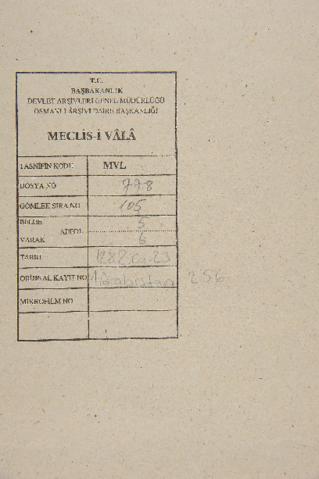 T.C.
BAŞBAKANLIK
DEVLET ARŞİVLERİ GENEL MÜDÜRLÜĞÜ
OSMANLI ARŞİVİ DAİRE BAŞKANLIĞI
MECLİS-İ VÂLÂ
TASNİFİN KODU MVL
DOSYA NO 778
GÖMLEK SIRA NO 105
BELGE ADEDİ 5
VARAK 6
TARİH 1282
ORİJİNAL KAYIT NO 256
MİKROFİLM NO